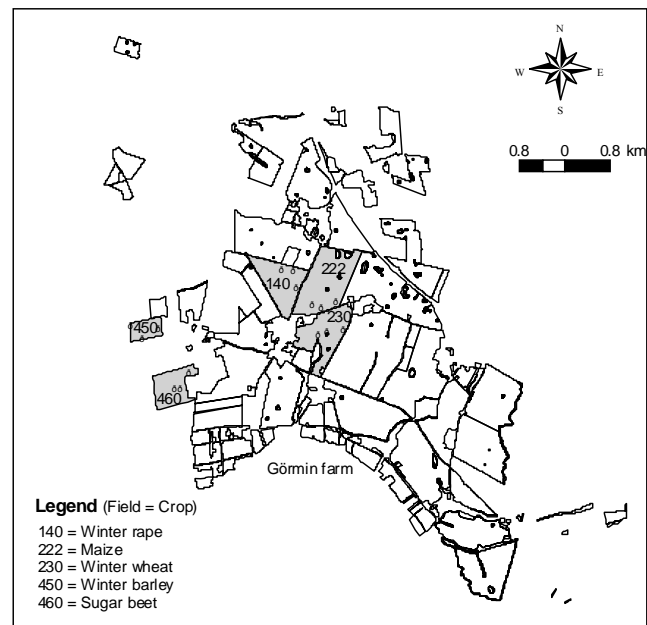 N
W E
S
0.8 0 0.8 km
222
140
230
450
460
Görmin farm
Legend (Field = Crop)
140 = Winter rape
222 = Maize
230 = Winter wheat
450 = Winter barley
460 = Sugar beet